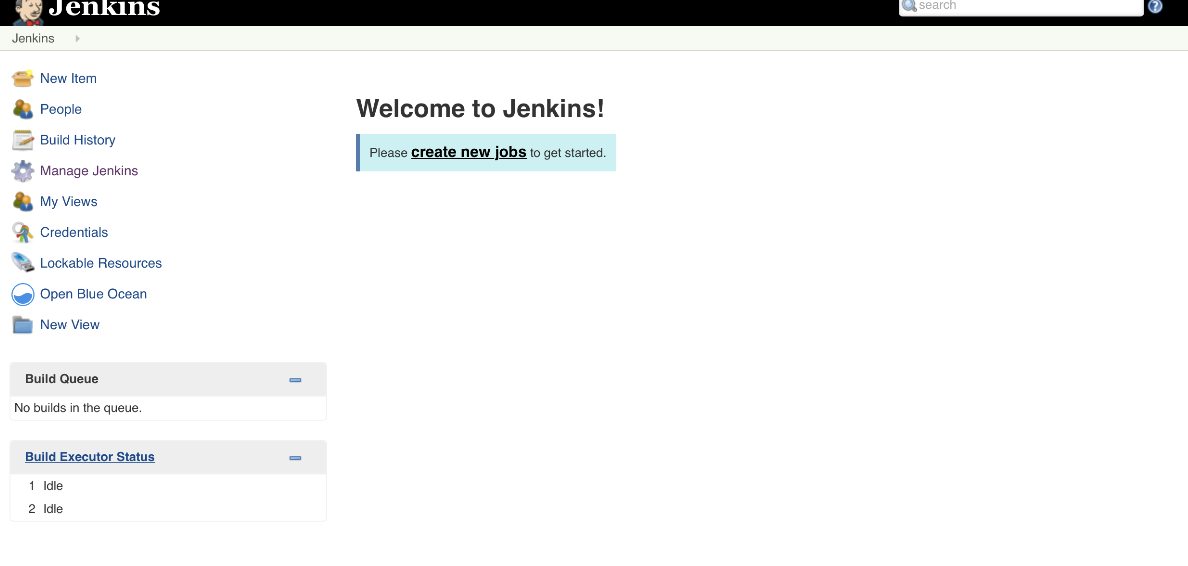 Jenkins
search
?
Jenkins
New Item
People
Build History
Manage Jenkins
My Views
Credentials
Lockable Resources
Open Blue Ocean
New View
Build Queue
No builds in the queue.
Build Executor Status
1 Idle
2 Idle
Welcome to Jenkins!
Please create new jobs to get started.